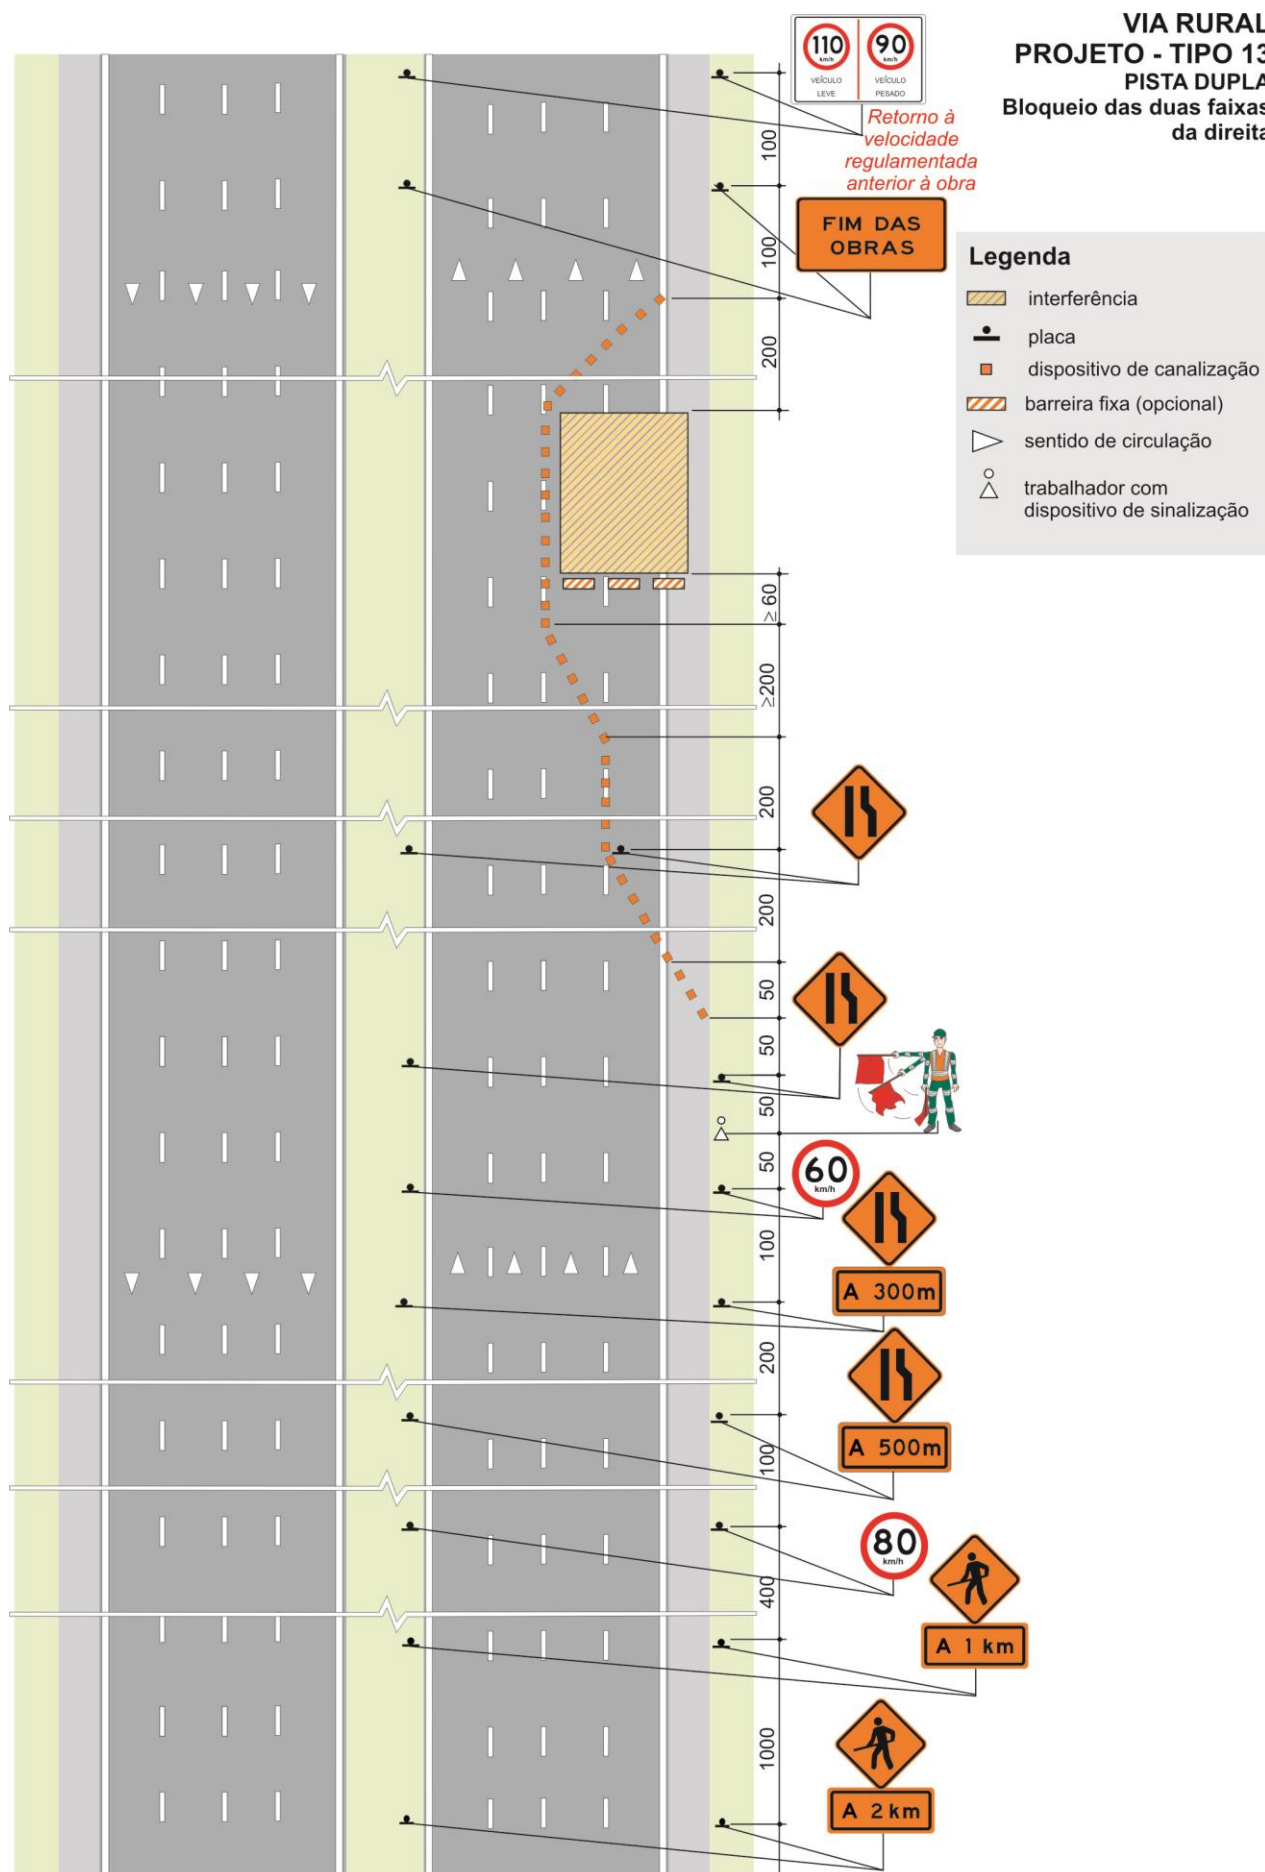 VIA RURAL
PROJETO - TIPO 13
PISTA DUPLA
Bloqueio das duas faixas
da direita
110
km/h
VEÍCULO
LEVE
90
km/h
VEÍCULO
PESADO
Retorno à
velocidade
regulamentada
anterior à obra
100
FIM DAS
OBRAS
100
200
Legenda
interferência
placa
dispositivo de canalização
barreira fixa (opcional)
sentido de circulação
trabalhador com
dispositivo de sinalização
≥60
≥200
200
200
50
50
50
50
60
km/h
100
A 300m
200
A 500m
100
80
km/h
400
A 1 km
1000
A 2 km